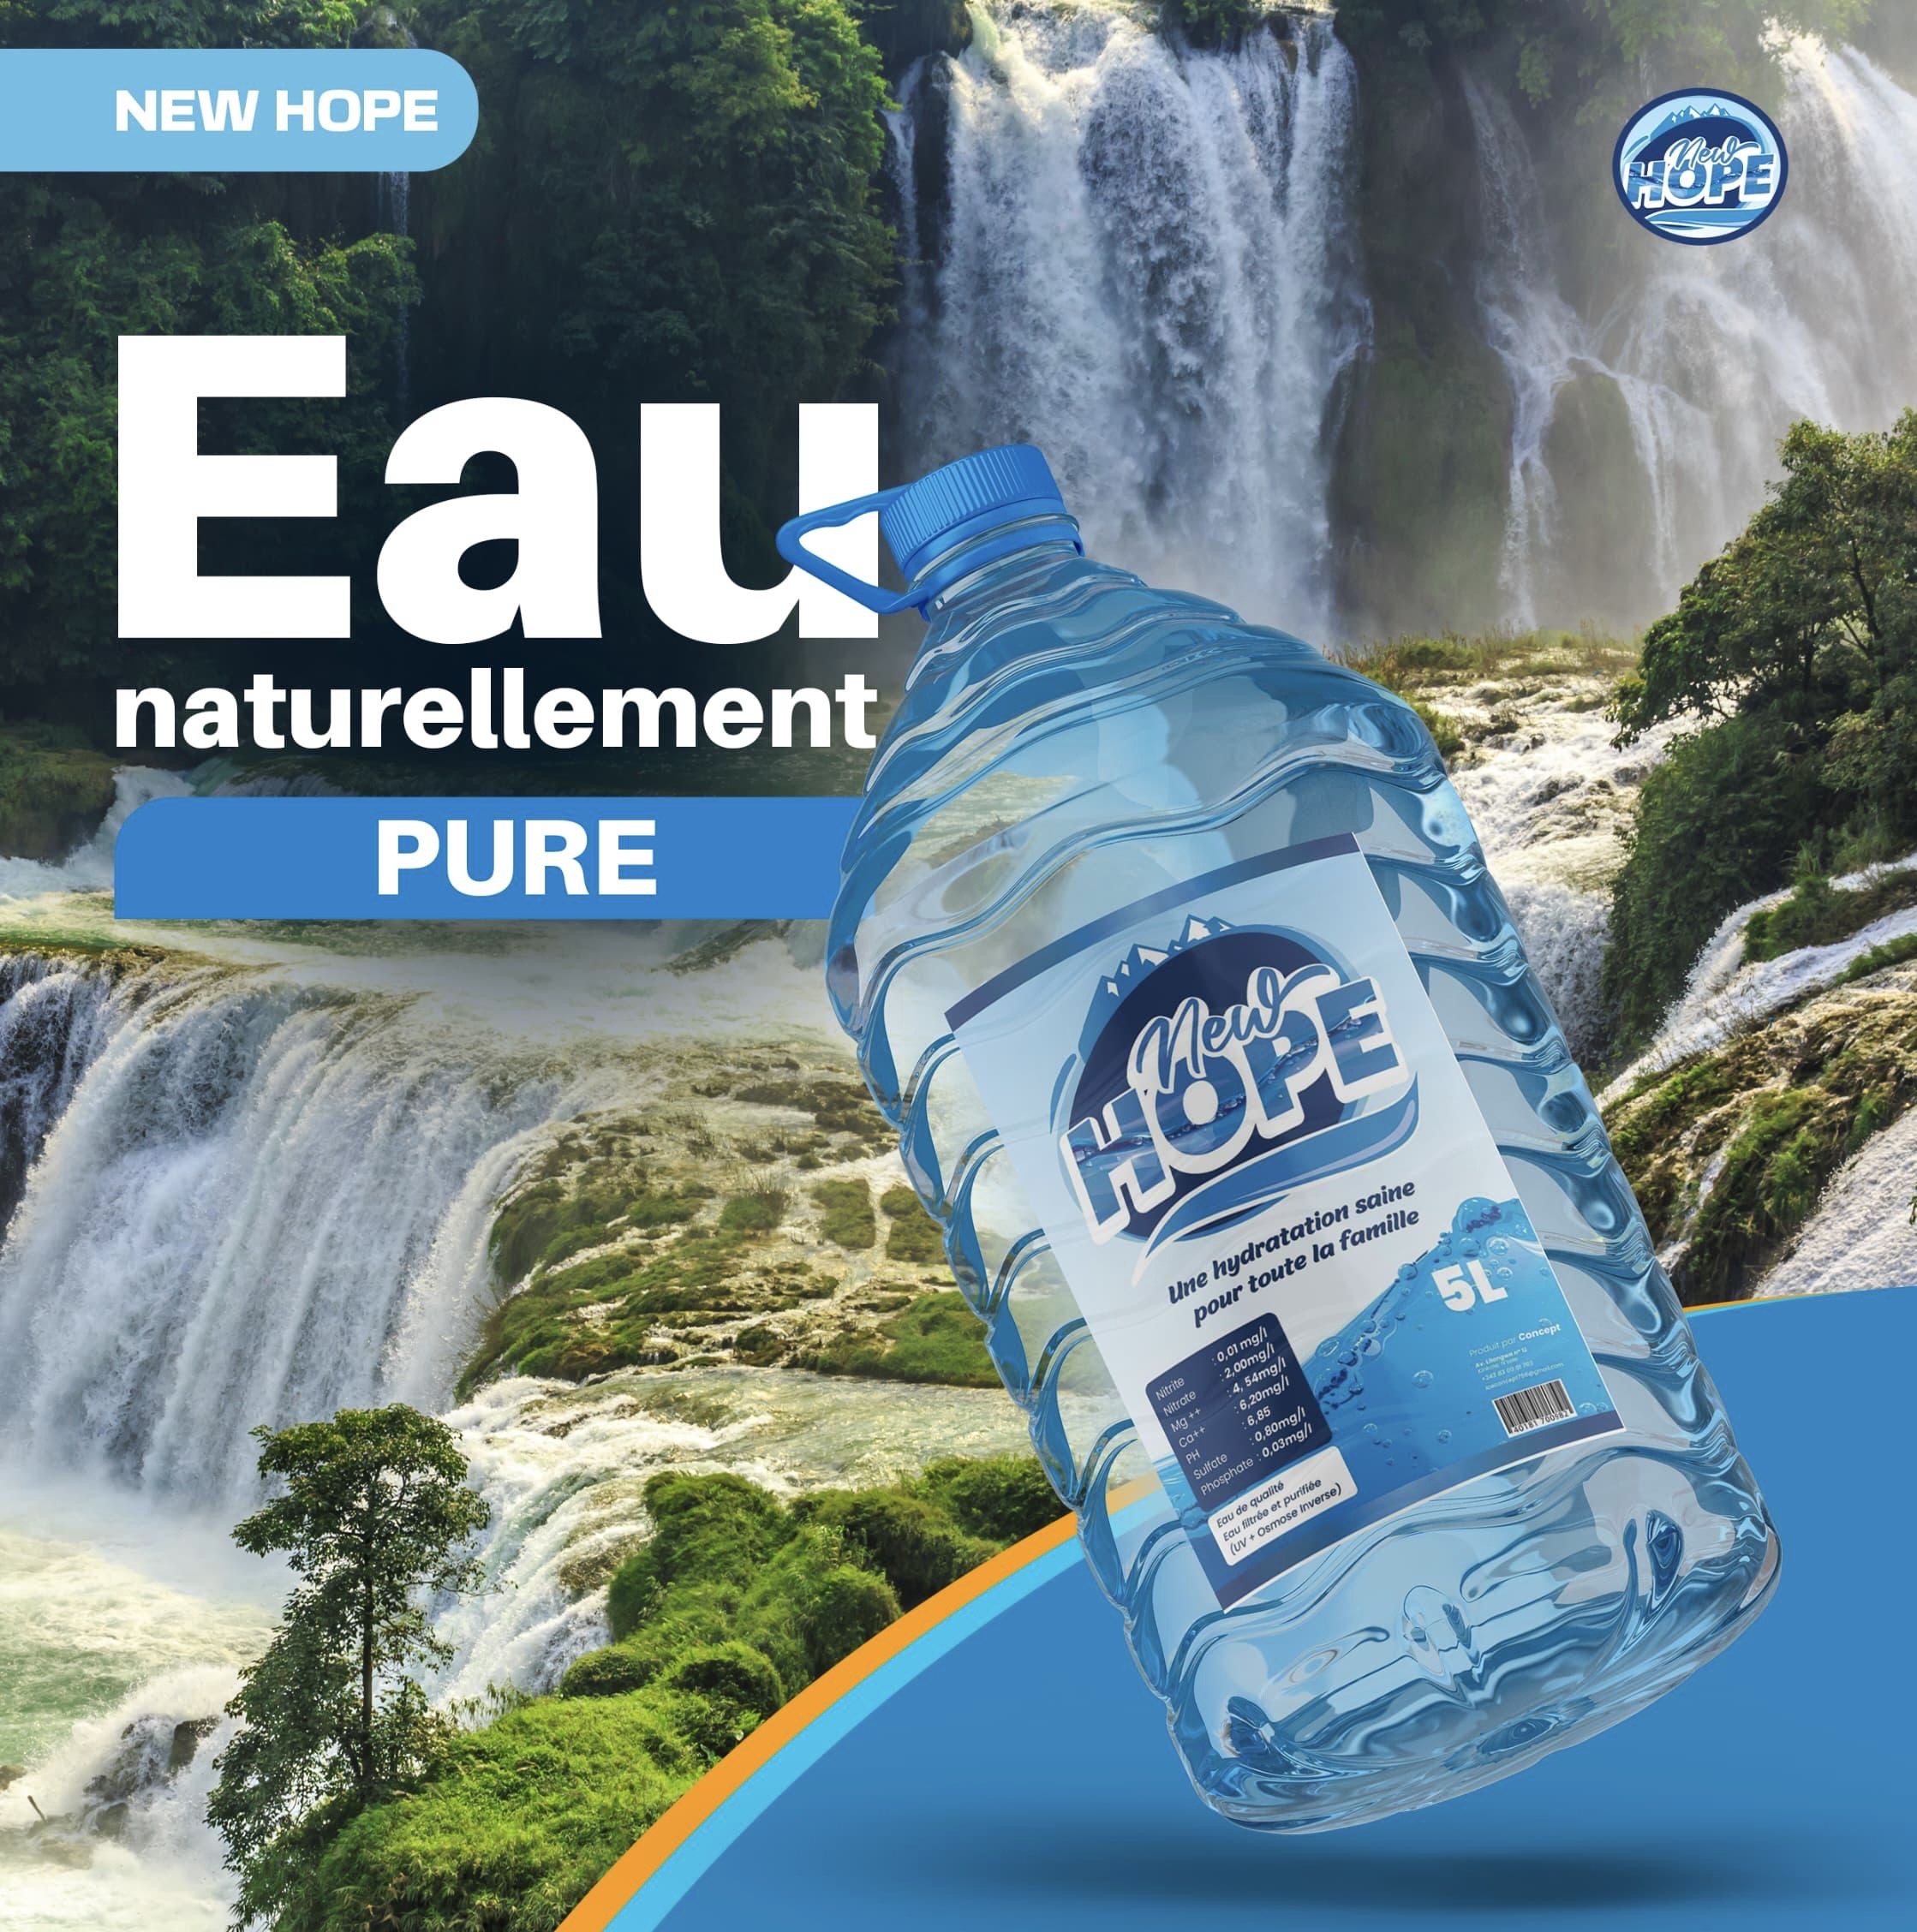 NEW HOPE
New
HOPE
Eau
naturellement
PURE
New
HOPE
Une hydratation saine
pour toute la famille
5L
Nitrite : 0,01 mg/l
Nitrate : 2,00mg/l
Mg ++ : 4, 54mg/l
Ca++ : 6,20mg/l
PH : 6,85
Sulfate : 0,80mg/l
Phosphate : 0,03mg/l
Eau de qualité
Eau filtrée et purifiée
(UV + Osmose Inverse)
Produit par Concept